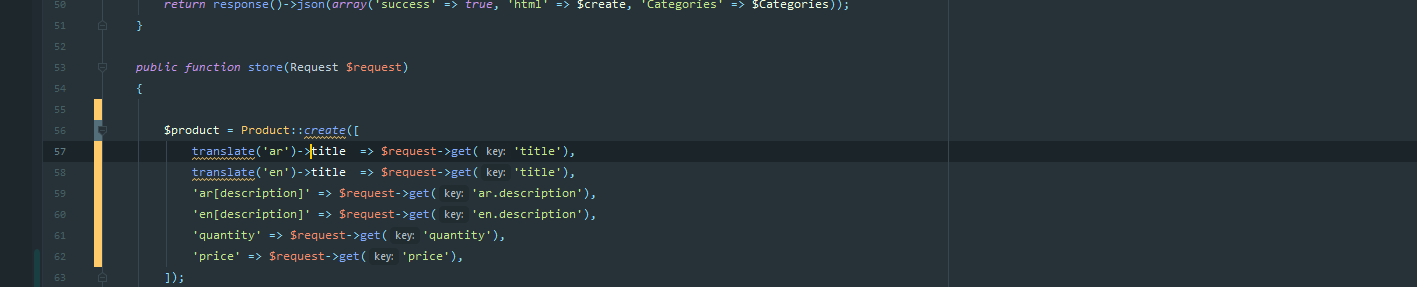 50 return response()->json(array('success' => true, 'html' => $create, 'Categories' => $Categories));
51 }
52
53 public function store(Request $request)
54 {
55
56 $product = Product::create([
57 translate('ar')->title  => $request->get( key: 'title'),
58 translate('en')->title  => $request->get( key: 'title'),
59 'ar[description]' => $request->get( key: 'ar.description'),
60 'en[description]' => $request->get( key: 'en.description'),
61 'quantity' => $request->get( key: 'quantity'),
62 'price' => $request->get( key: 'price'),
63 ]);